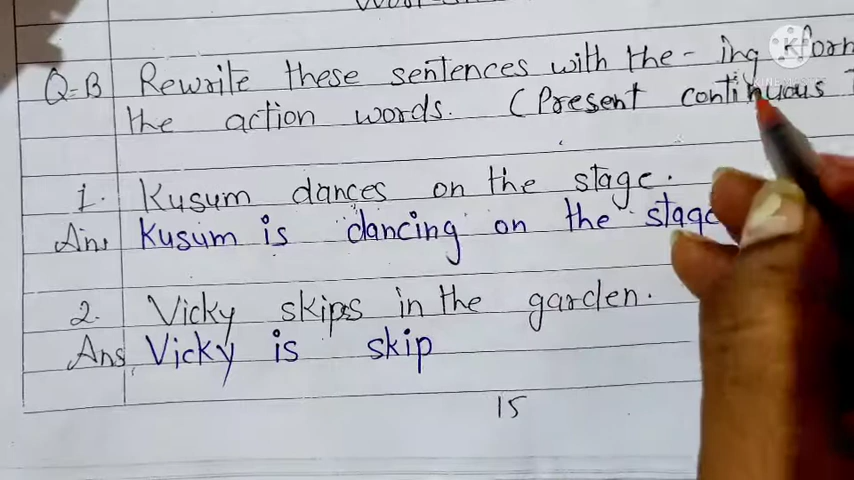 Q=B Rewrite these sentences with the - ing form
the action words. (Present continuous
1. Kusum dances on the stage.
Ans Kusum is dancing on the stage
2. Vicky skips in the garden.
Ans Vicky is skip
15